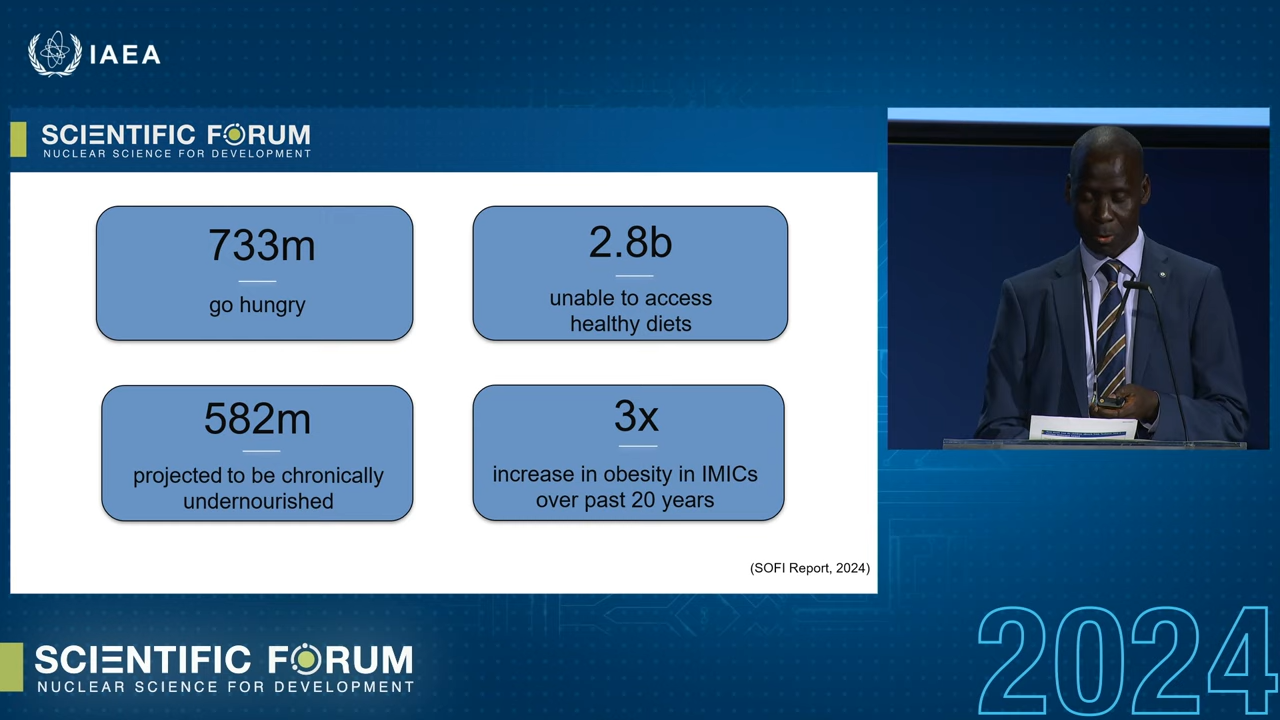 IAEA
SCIENTIFIC FORUM
NUCLEAR SCIENCE FOR DEVELOPMENT
733m
go hungry
2.8b
unable to access
healthy diets
582m
projected to be chronically
undernourished
3x
increase in obesity in IMICs
over past 20 years
(SOFI Report, 2024)
SCIENTIFIC FORUM
NUCLEAR SCIENCE FOR DEVELOPMENT
2024